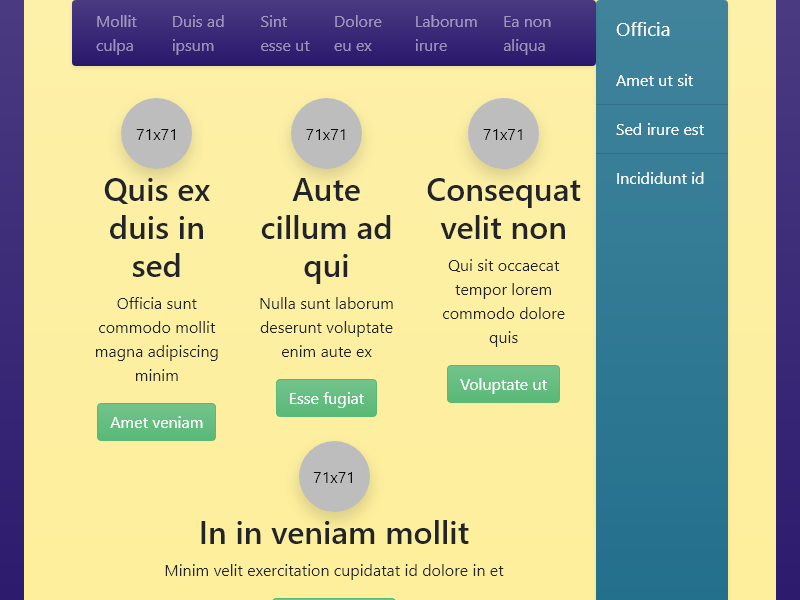 Mollit culpa
Duis ad ipsum
Sint esse ut
Dolore eu ex
Laborum irure
Ea non aliqua
Officia
Amet ut sit
Sed irure est
Incididunt id
71x71
Quis ex
duis in
sed
Officia sunt
commodo mollit
magna adipiscing
minim
Amet veniam
71x71
Aute
cillum ad
qui
Nulla sunt laborum
deserunt voluptate
enim aute ex
Esse fugiat
71x71
Consequat
velit non
Qui sit occaecat
tempor lorem
commodo dolore
quis
Voluptate ut
71x71
In in veniam mollit
Minim velit exercitation cupidatat id dolore in et